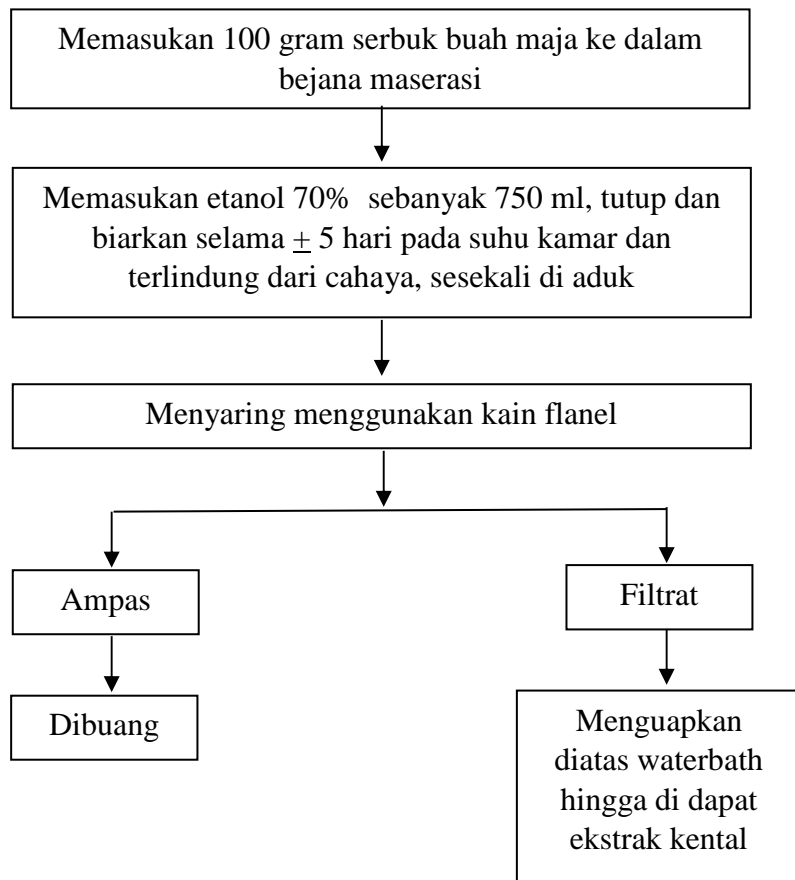 Memasukan 100 gram serbuk buah maja ke dalam
bejana maserasi
Memasukan etanol 70% sebanyak 750 ml, tutup dan
biarkan selama ± 5 hari pada suhu kamar dan
terlindung dari cahaya, sesekali di aduk
Menyaring menggunakan kain flanel
Ampas
Filtrat
Dibuang
Menguapkan
diatas waterbath
hingga di dapat
ekstrak kental